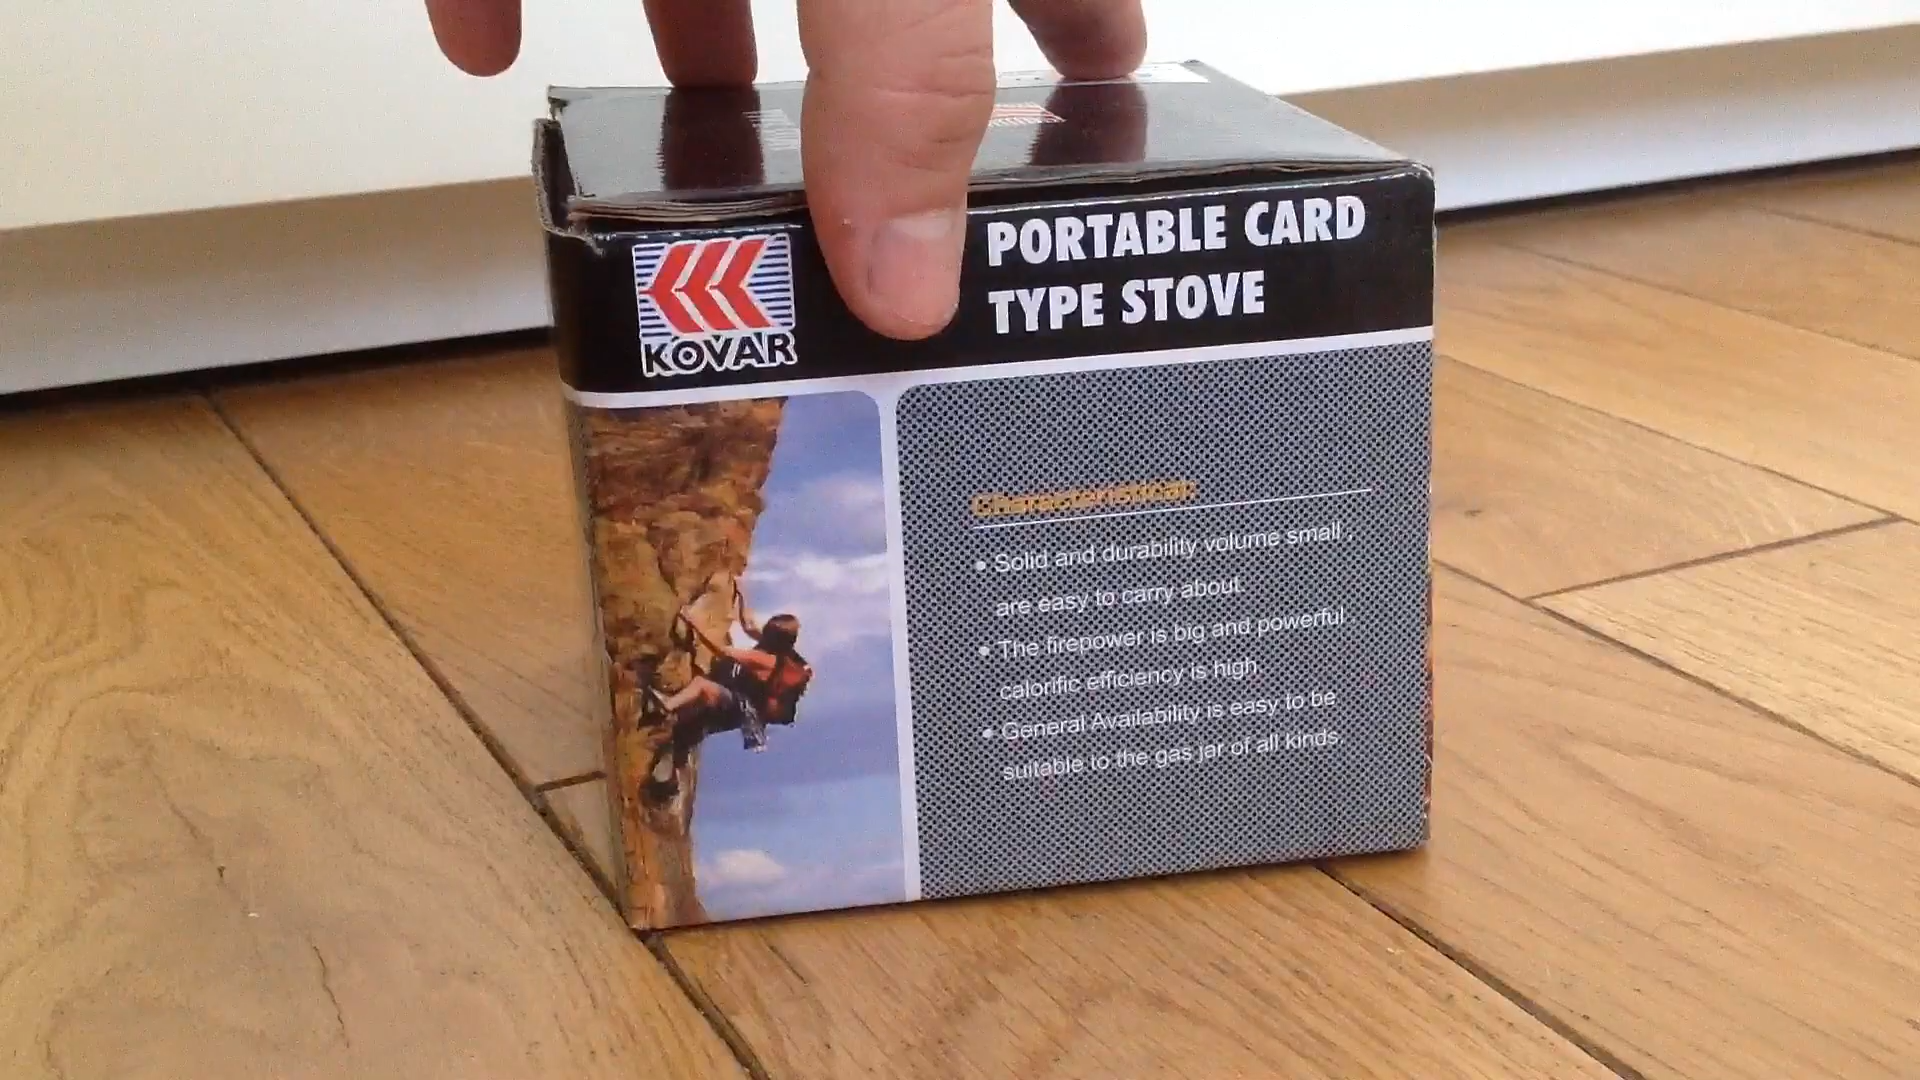 KOVAR
PORTABLE CARD
TYPE STOVE
Solid and durability volume small ,
are easy to carry about.
The firepower is big and powerful
calorific efficiency is high.
General Availability is easy to be
suitable to the gas jar of all kinds.